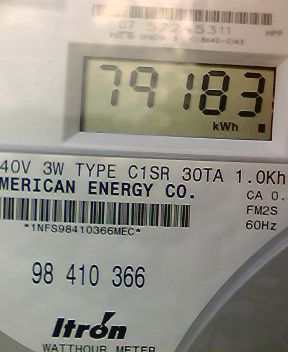 79183
kWh
40V 3W TYPE C1SR 30TA 1.0Kh
MERICAN ENERGY CO.
CA 0.
FM2S
60Hz
*1NFS98410366MEC*
98 410 366
Itron
WATTHOUR METER